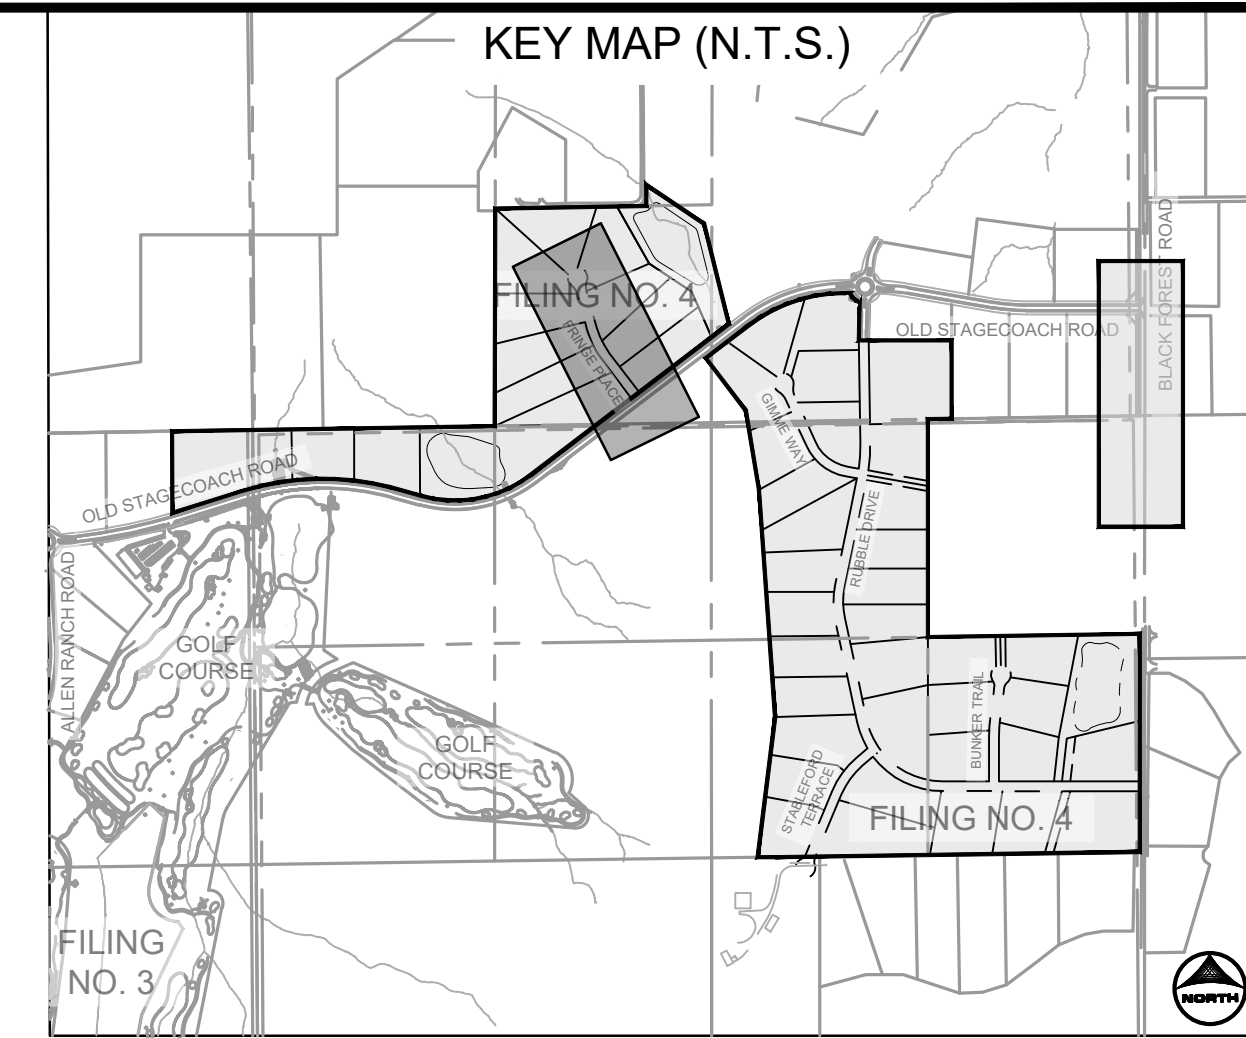 KEY MAP (N.T.S.)
BLACK FOREST ROAD
FILING NO. 4
OLD STAGECOACH ROAD
FRINGE PLACE
GIMME WAY
OLD STAGECOACH ROAD
RUBBLE DRIVE
ALLEN RANCH ROAD
GOLF
COURSE
BUNKER TRAIL
GOLF
COURSE
STABLEFORD
TERRACE
FILING NO. 4
FILING
NO. 3
NORTH